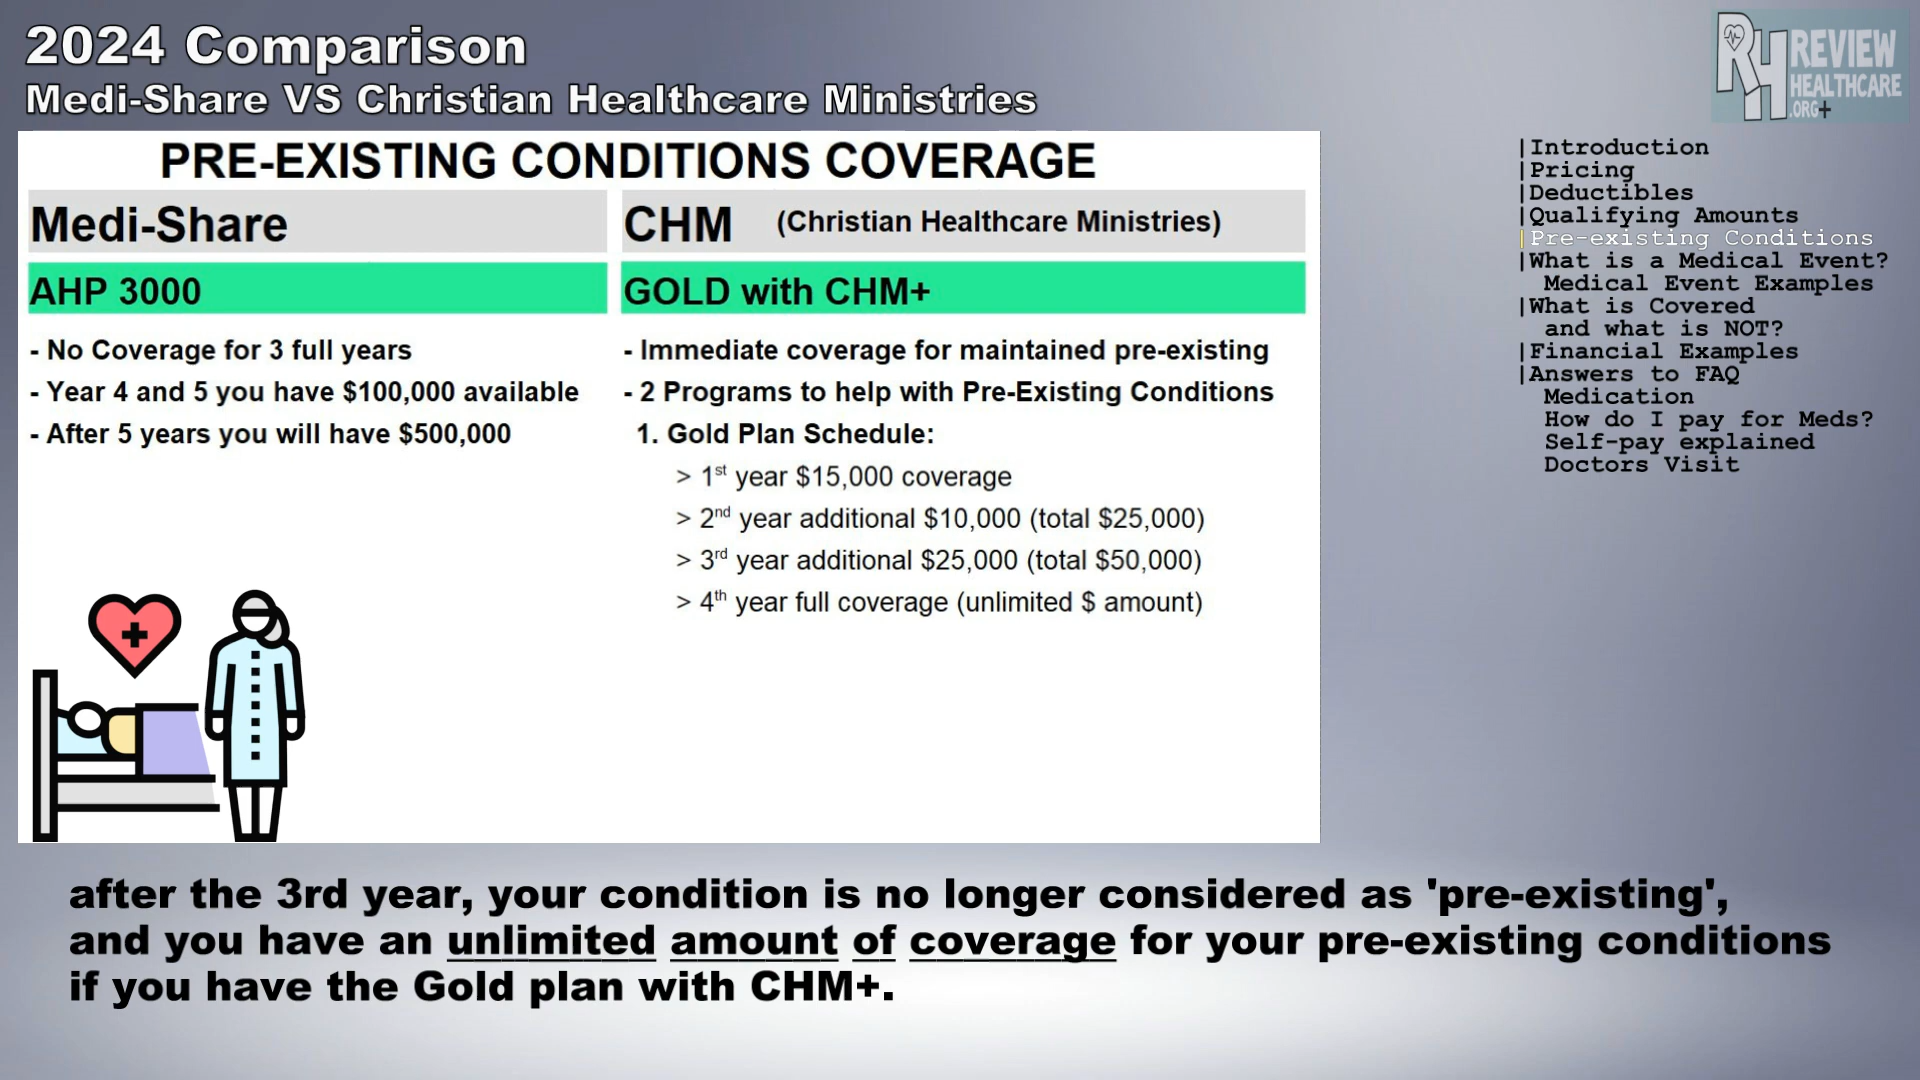 2024 Comparison
Medi-Share VS Christian Healthcare Ministries
RH REVIEW
HEALTHCARE
.ORG+
PRE-EXISTING CONDITIONS COVERAGE
Medi-Share
AHP 3000
- No Coverage for 3 full years
- Year 4 and 5 you have $100,000 available
- After 5 years you will have $500,000
CHM (Christian Healthcare Ministries)
GOLD with CHM+
- Immediate coverage for maintained pre-existing
- 2 Programs to help with Pre-Existing Conditions
1. Gold Plan Schedule:
> 1st year $15,000 coverage
> 2nd year additional $10,000 (total $25,000)
> 3rd year additional $25,000 (total $50,000)
> 4th year full coverage (unlimited $ amount)
|Introduction
|Pricing
|Deductibles
|Qualifying Amounts
|Pre-existing Conditions
|What is a Medical Event?
Medical Event Examples
|What is Covered
and what is NOT?
|Financial Examples
|Answers to FAQ
Medication
How do I pay for Meds?
Self-pay explained
Doctors Visit
after the 3rd year, your condition is no longer considered as 'pre-existing',
and you have an unlimited amount of coverage for your pre-existing conditions
if you have the Gold plan with CHM+.